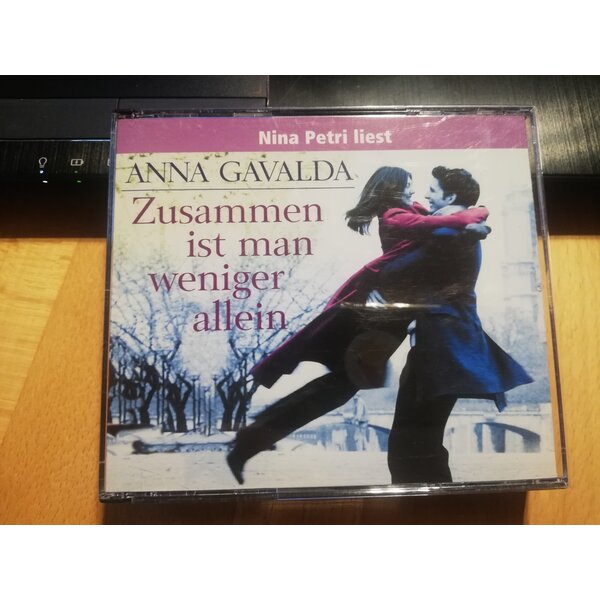 Nina Petri liest
ANNA GAVALDA
Zusammen
ist man
weniger
allein